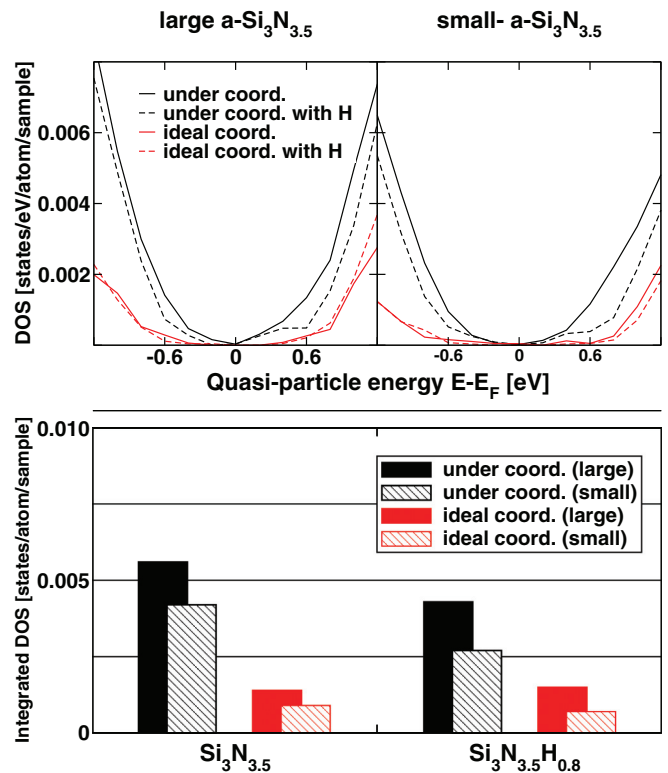 large a-Si3N3.5
small- a-Si3N3.5
DOS [states/eV/atom/sample]
0.006
0.004
0.002
under coord.
under coord. with H
ideal coord.
ideal coord. with H
-0.6 0 0.6
-0.6 0 0.6
Quasi-particle energy E-EF [eV]
Integrated DOS [states/atom/sample]
0.010
0.005
0
under coord. (large)
under coord. (small)
ideal coord. (large)
ideal coord. (small)
Si3N3.5
Si3N3.5H0.8